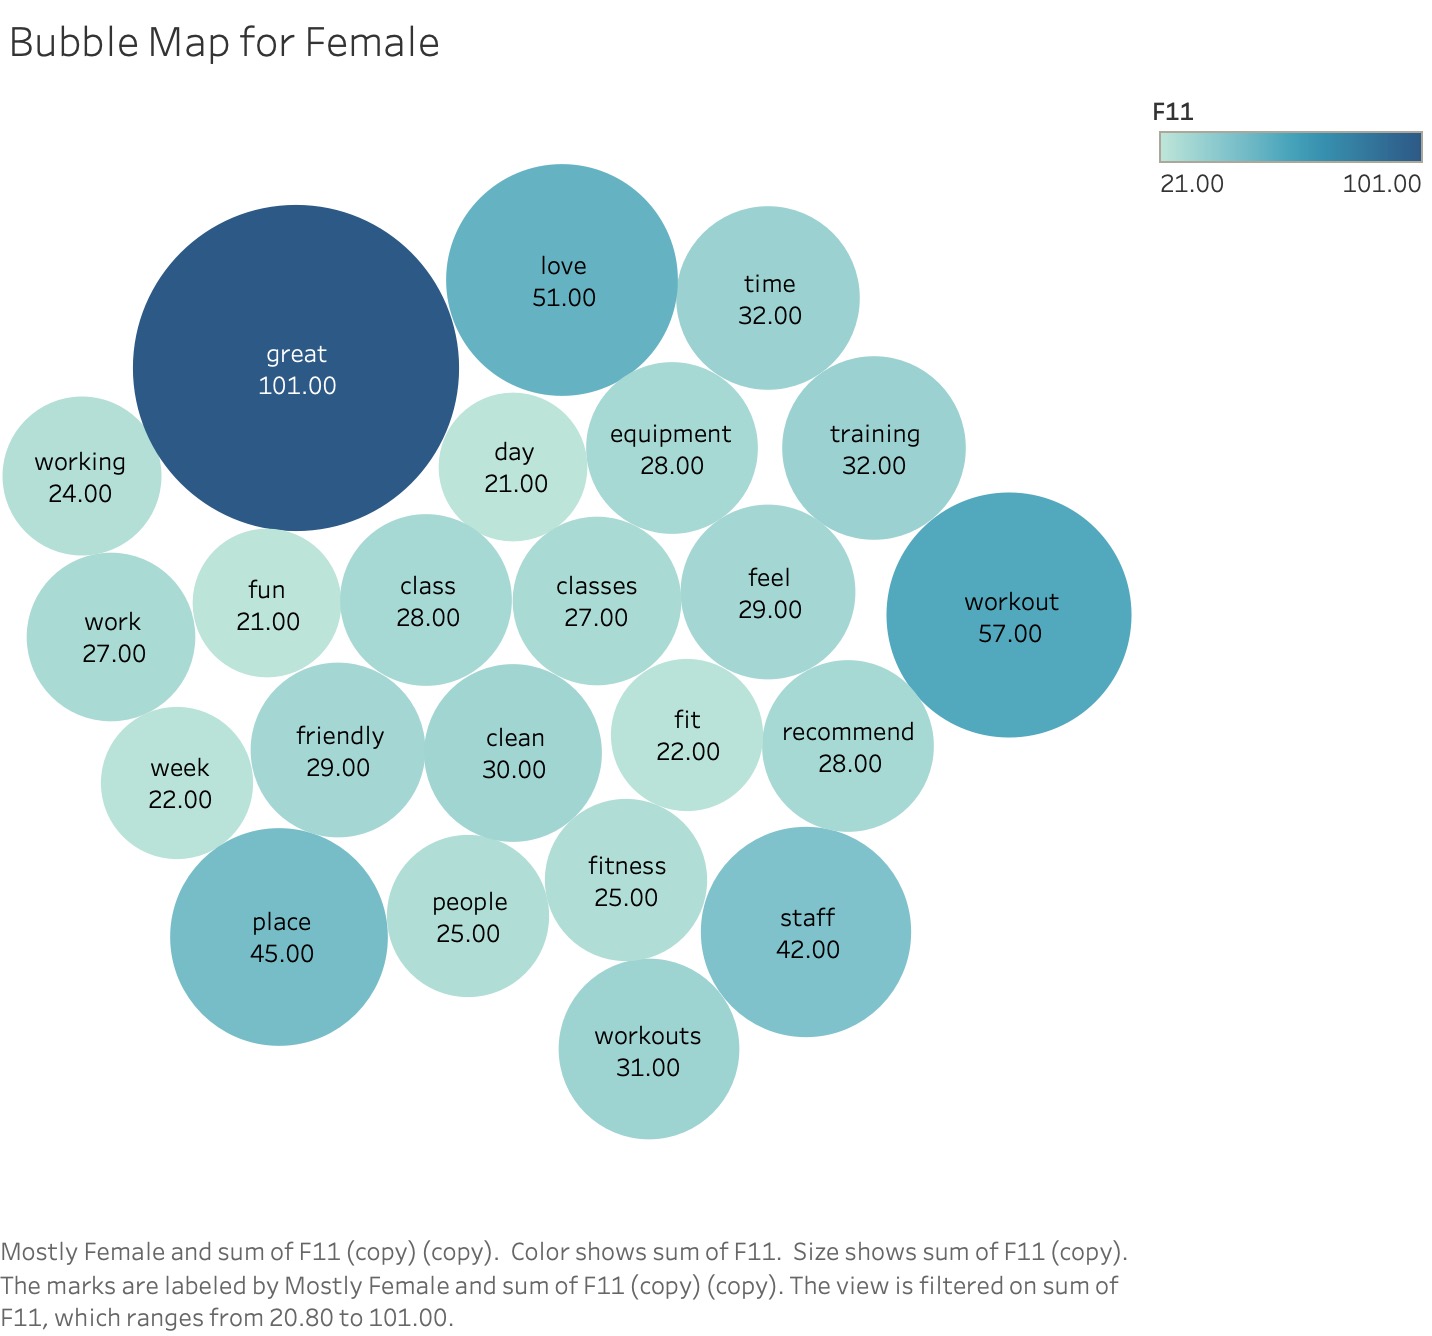 Bubble Map for Female
F11
21.00 101.00
love
51.00
time
32.00
great
101.00
working
24.00
day
21.00
equipment
28.00
training
32.00
work
27.00
fun
21.00
class
28.00
classes
27.00
feel
29.00
workout
57.00
week
22.00
friendly
29.00
clean
30.00
fit
22.00
recommend
28.00
place
45.00
people
25.00
fitness
25.00
staff
42.00
workouts
31.00
Mostly Female and sum of F11 (copy) (copy). Color shows sum of F11. Size shows sum of F11 (copy).
The marks are labeled by Mostly Female and sum of F11 (copy) (copy). The view is filtered on sum of
F11, which ranges from 20.80 to 101.00.